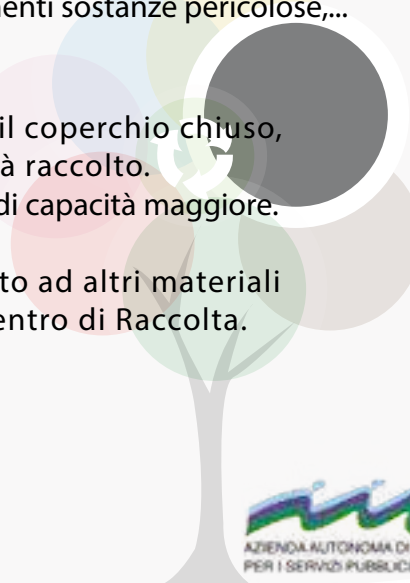 nenti sostanze pericolose,...
il coperchio chiuso,
à raccolto.
di capacità maggiore.
to ad altri materiali
entro di Raccolta.
AZIENDA AUTONOMA DI
PER I SERVIZI PUBBLICI